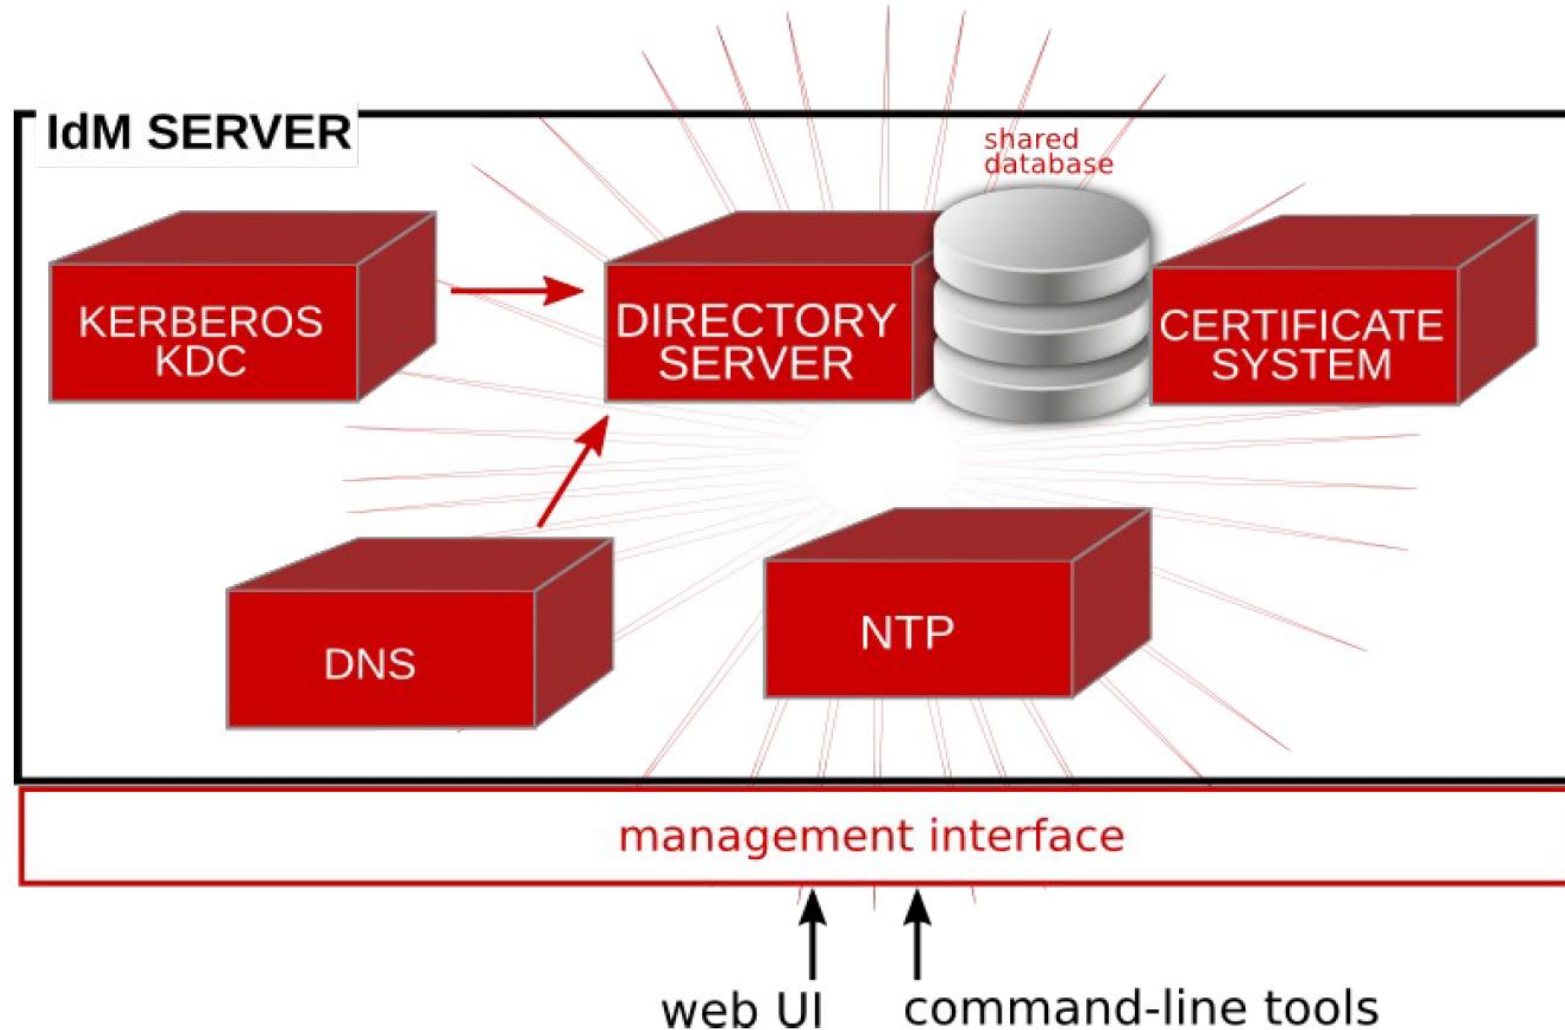 IdM SERVER
shared
database
KERBEROS
KDC
DIRECTORY
SERVER
CERTIFICATE
SYSTEM
DNS
NTP
management interface
web UI
command-line tools